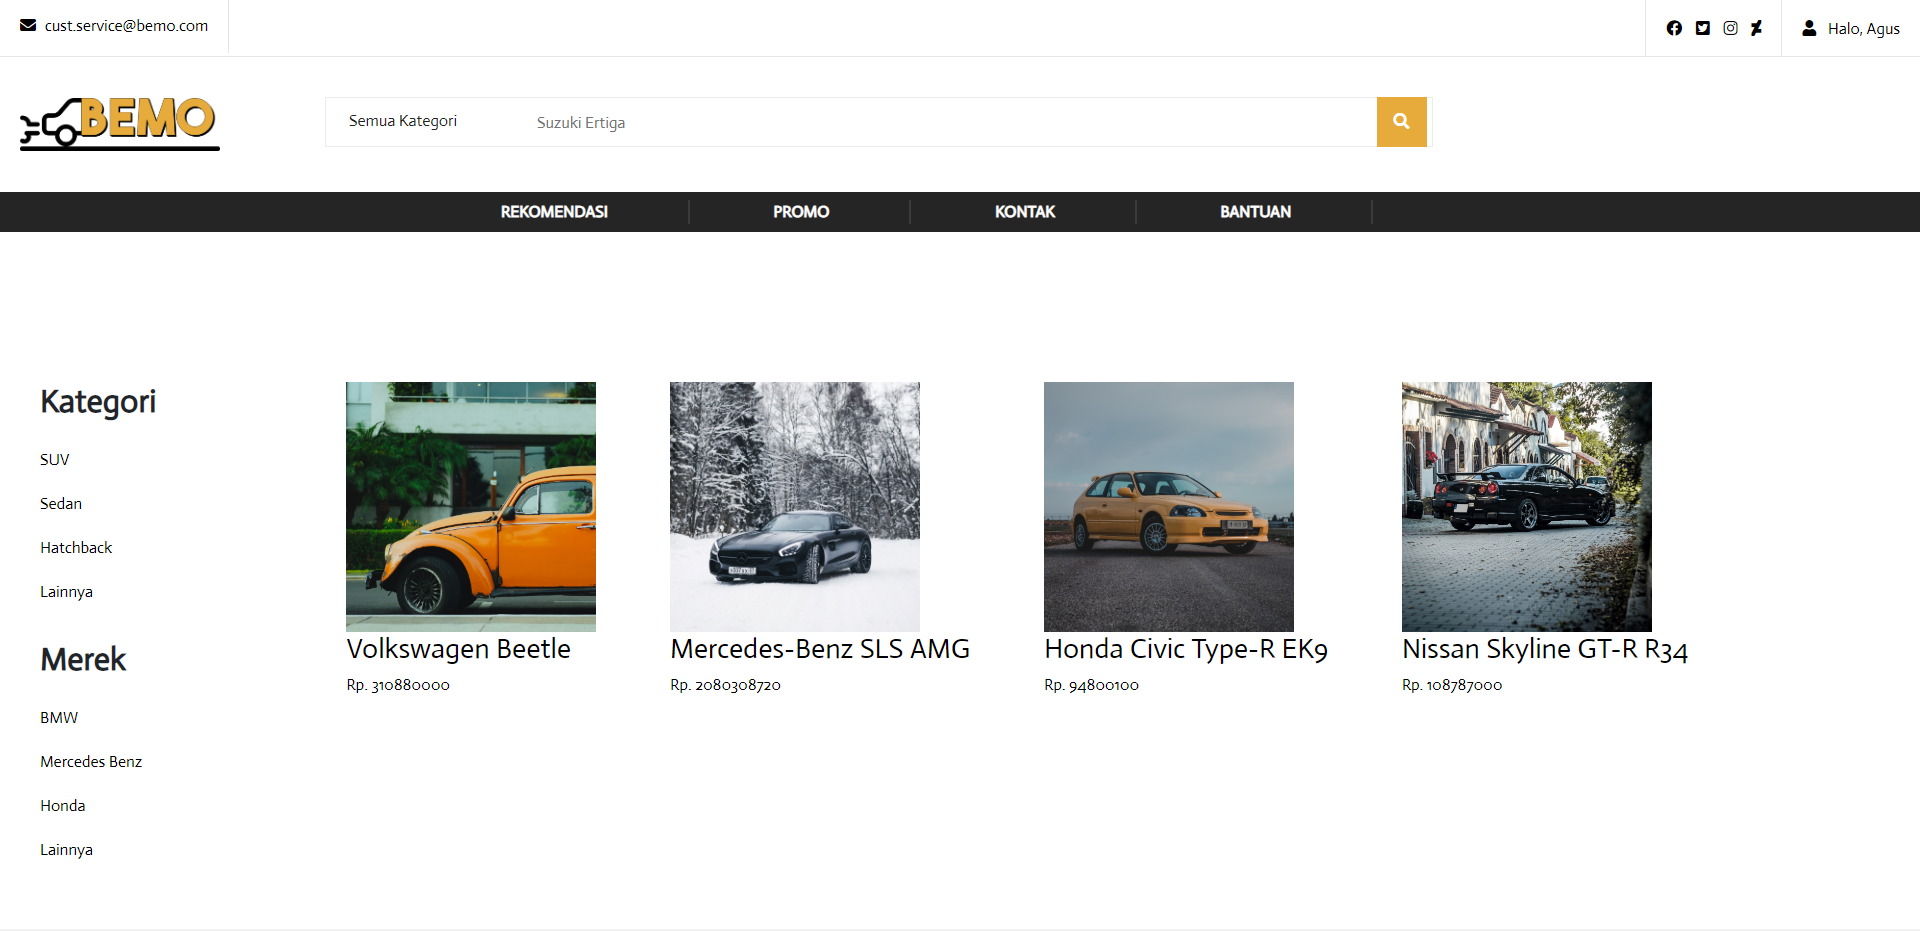 cust.service@bemo.com
Halo, Agus
BEMO
Semua Kategori
Suzuki Ertiga
REKOMENDASI
PROMO
KONTAK
BANTUAN
Kategori
SUV
Sedan
Hatchback
Lainnya
Merek
BMW
Mercedes Benz
Honda
Lainnya
Volkswagen Beetle
Rp. 310880000
Mercedes-Benz SLS AMG
Rp. 2080308720
Honda Civic Type-R EK9
Rp. 94800100
Nissan Skyline GT-R R34
Rp. 108787000